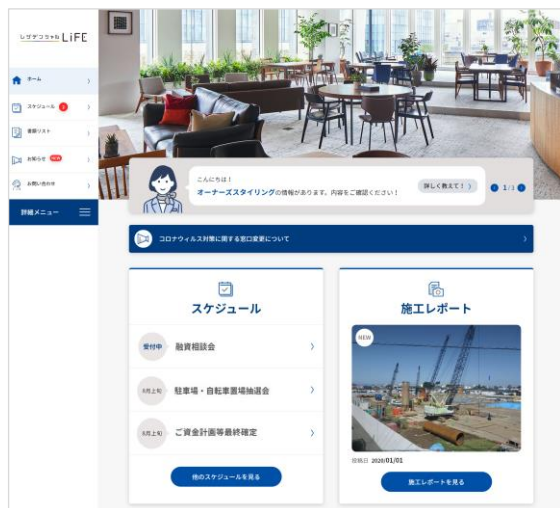 LiFE
ホーム
スケジュール
書類リスト
お知らせ NEW
お問い合わせ
詳細メニュー
こんにちは！
オーナーズスタイリングの情報があります。内容をご確認ください！
詳しく教えて！
1/1
コロナウィルス対策に関する窓口変更について
スケジュール
受付中 融資相談会
8月上旬 駐車場・自転車置場抽選会
8月上旬 ご資金計画等最終確定
他のスケジュールを見る
施工レポート
NEW
投稿日 2020/01/01
施工レポートを見る